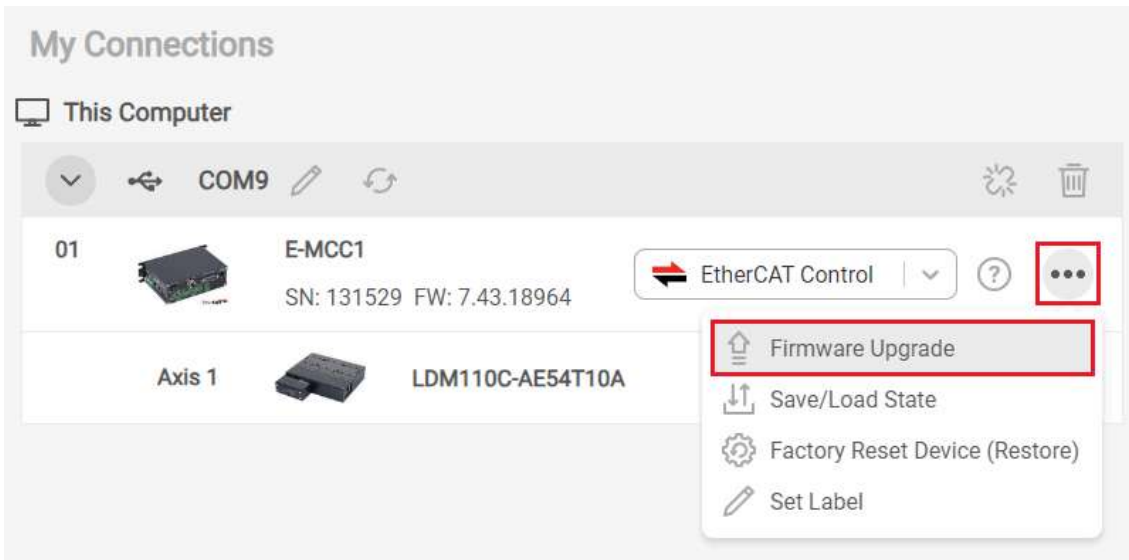 My Connections
This Computer
COM9
01
E-MCC1
EtherCAT Control
?
SN: 131529 FW: 7.43.18964
Firmware Upgrade
Axis 1
LDM110C-AE54T10A
Save/Load State
Factory Reset Device (Restore)
Set Label